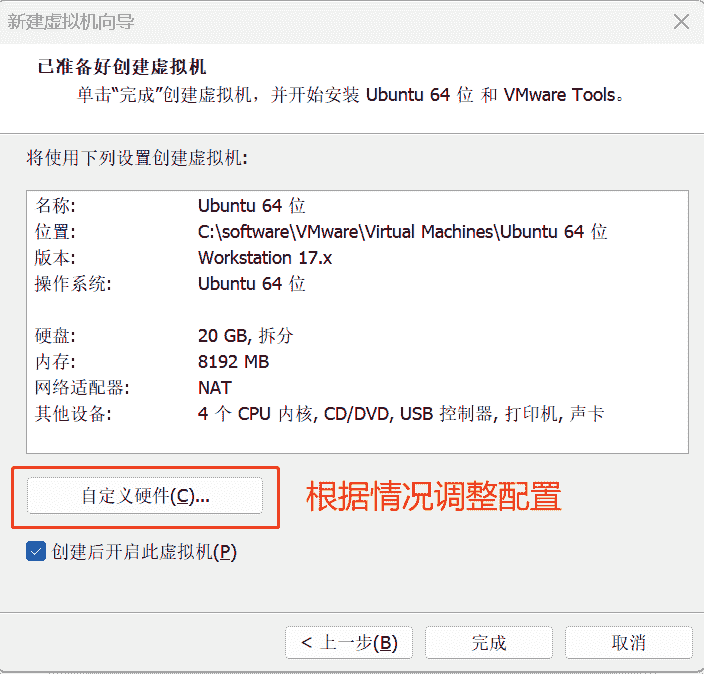 新建虚拟机向导
已准备好创建虚拟机
单击“完成”创建虚拟机，并开始安装 Ubuntu 64 位 和 VMware Tools。
将使用下列设置创建虚拟机:
名称: Ubuntu 64 位
位置: C:\software\VMware\Virtual Machines\Ubuntu 64 位
版本: Workstation 17.x
操作系统: Ubuntu 64 位
硬盘: 20 GB, 拆分
内存: 8192 MB
网络适配器: NAT
其他设备: 4 个 CPU 内核, CD/DVD, USB 控制器, 打印机, 声卡
自定义硬件(C)... 根据情况调整配置
创建后开启此虚拟机(P)
< 上一步(B) 完成 取消